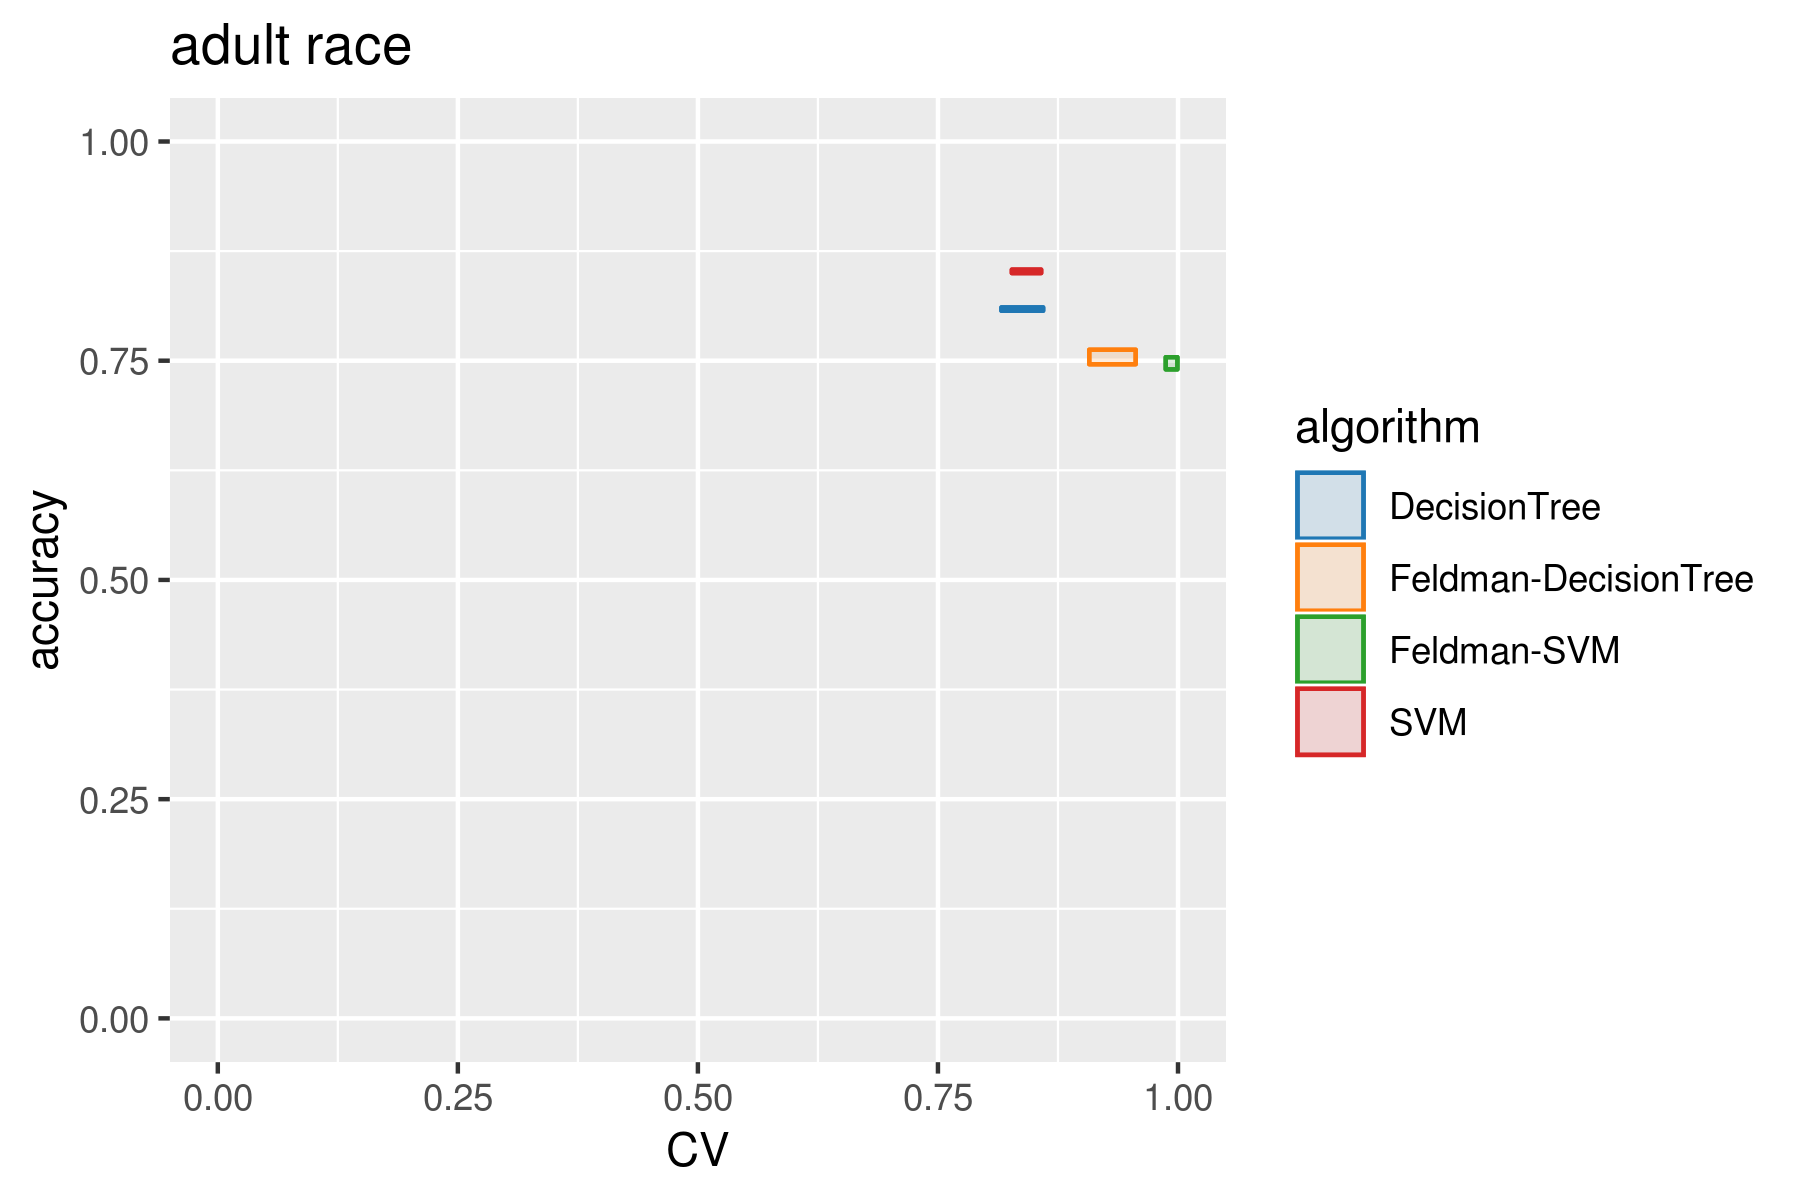 adult race
1.00
0.75
0.50
0.25
0.00
accuracy
0.00 0.25 0.50 0.75 1.00
CV
algorithm
DecisionTree
Feldman-DecisionTree
Feldman-SVM
SVM